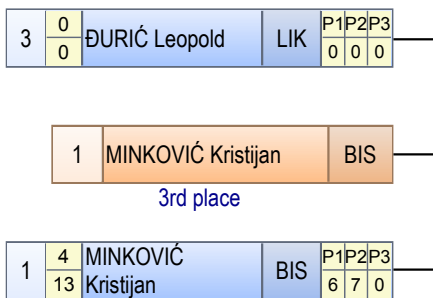 3 0 ĐURIĆ Leopold LIK P1 P2 P3
0 0 0 0
1 MINKOVIĆ Kristijan BIS
3rd place
1 4 MINKOVIĆ BIS P1 P2 P3
13 Kristijan 6 7 0